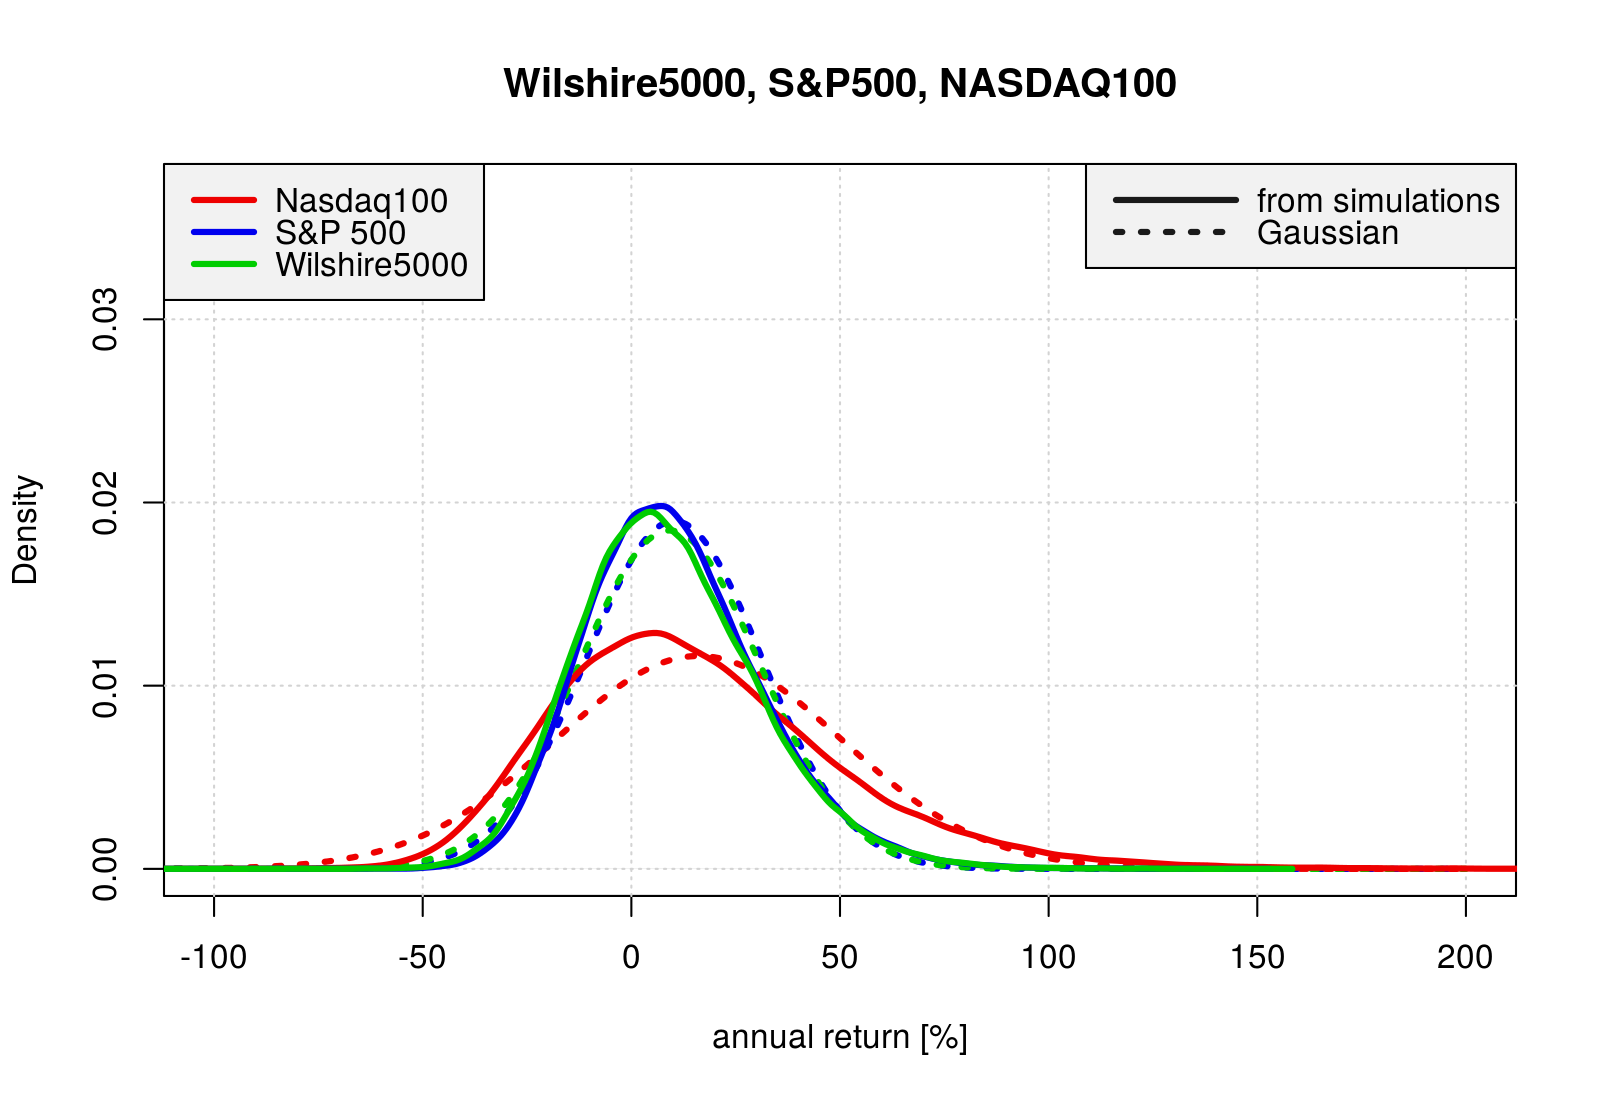 Wilshire5000, S&P500, NASDAQ100
Nasdaq100
S&P 500
Wilshire5000
from simulations
Gaussian
Density
0.03
0.02
0.01
0.00
-100 -50 0 50 100 150 200
annual return [%]